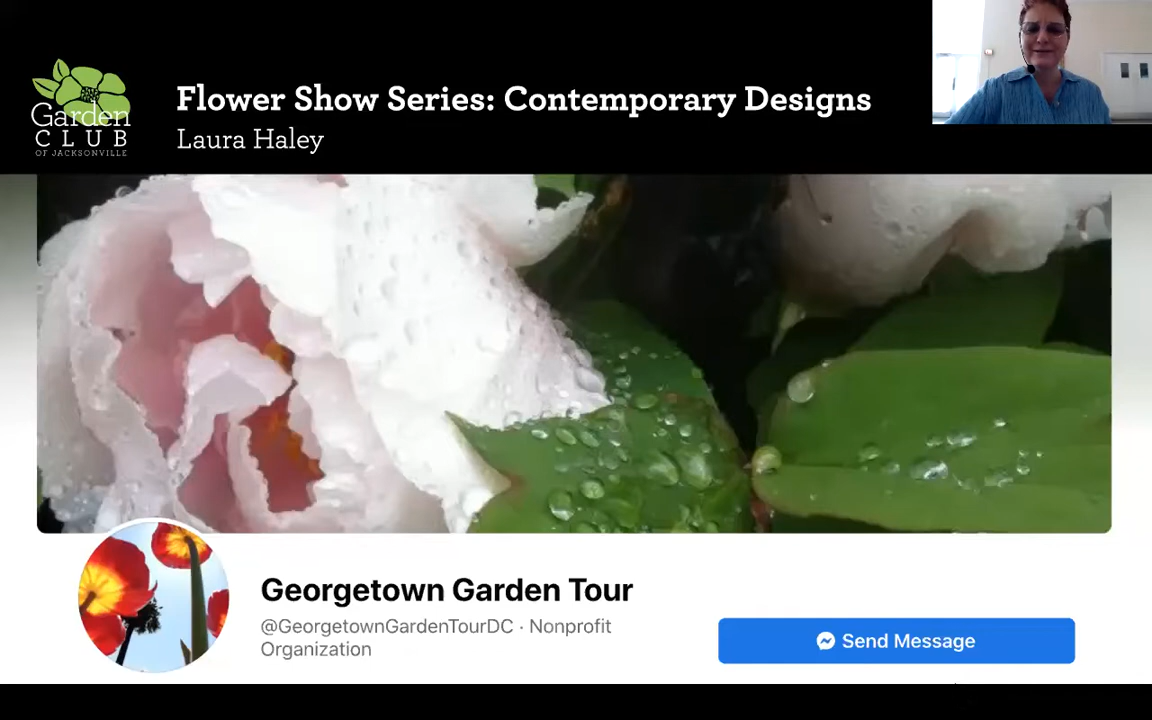 Garden
CLUB
OF JACKSONVILLE
Flower Show Series: Contemporary Designs
Laura Haley
Georgetown Garden Tour
@GeorgetownGardenTourDC · Nonprofit
Organization
Send Message